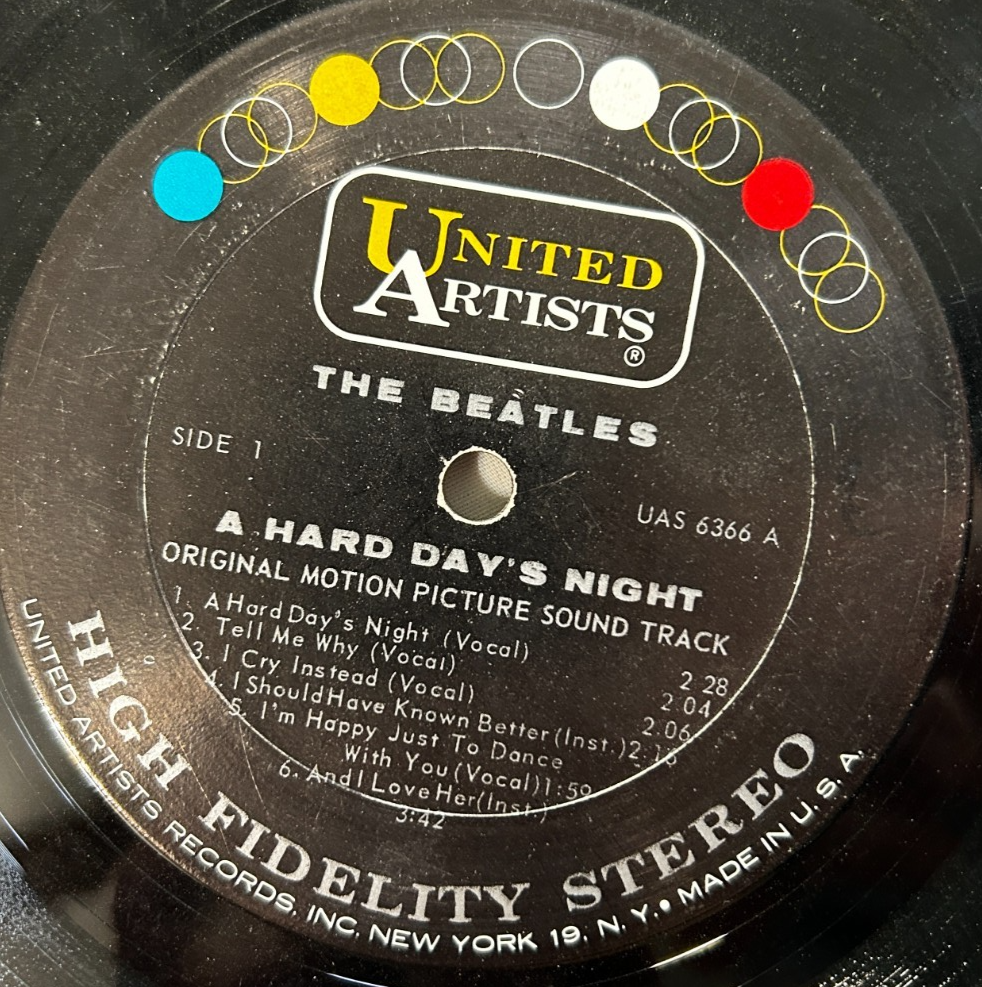 UNITED
ARTISTS
®
THE BEATLES
SIDE 1
UAS 6366 A
A HARD DAY'S NIGHT
ORIGINAL MOTION PICTURE SOUND TRACK
1. A Hard Day's Night (Vocal) 2 28
2. Tell Me Why (Vocal) 2 04
3. I Cry Instead (Vocal) 2.06
4. I Should Have Known Better (Inst.) 2:16
5. I'm Happy Just To Dance
With You (Vocal) 1:59
6. And I Love Her (Inst.)
3:42
HIGH FIDELITY STEREO
UNITED ARTISTS RECORDS, INC. NEW YORK 19, N. Y. • MADE IN U. S. A.